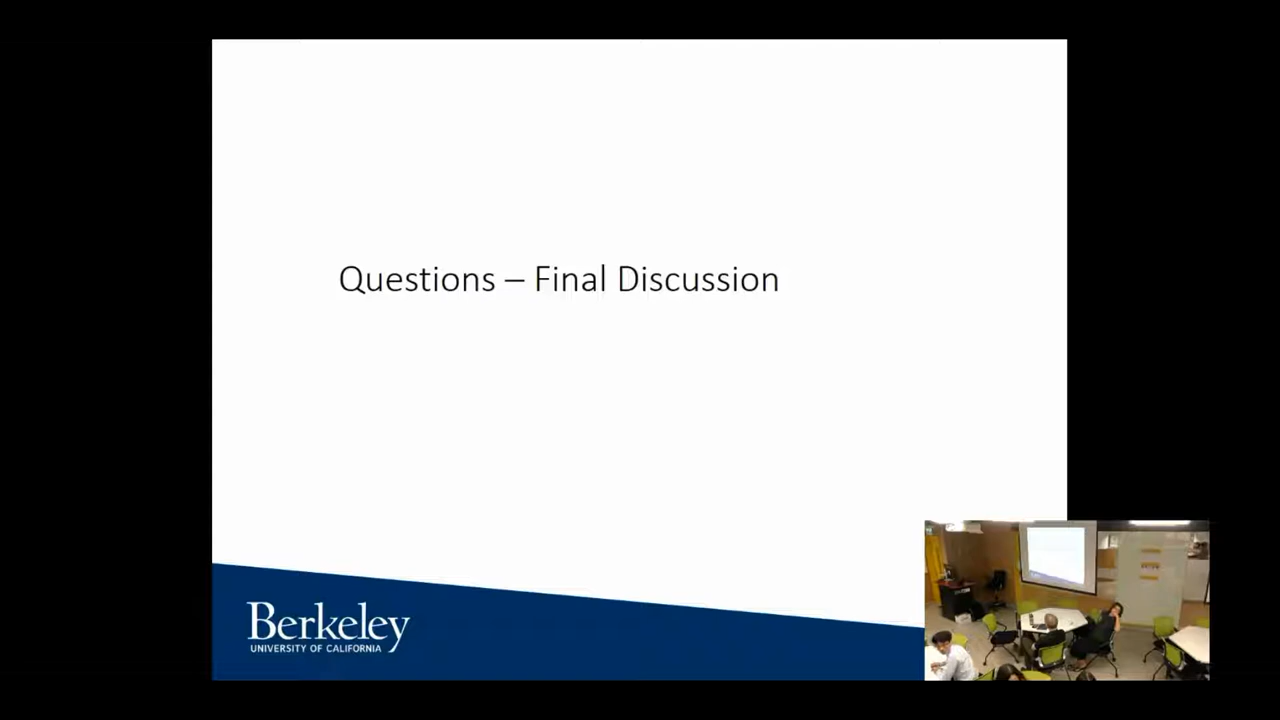 Questions – Final Discussion
Berkeley
UNIVERSITY OF CALIFORNIA